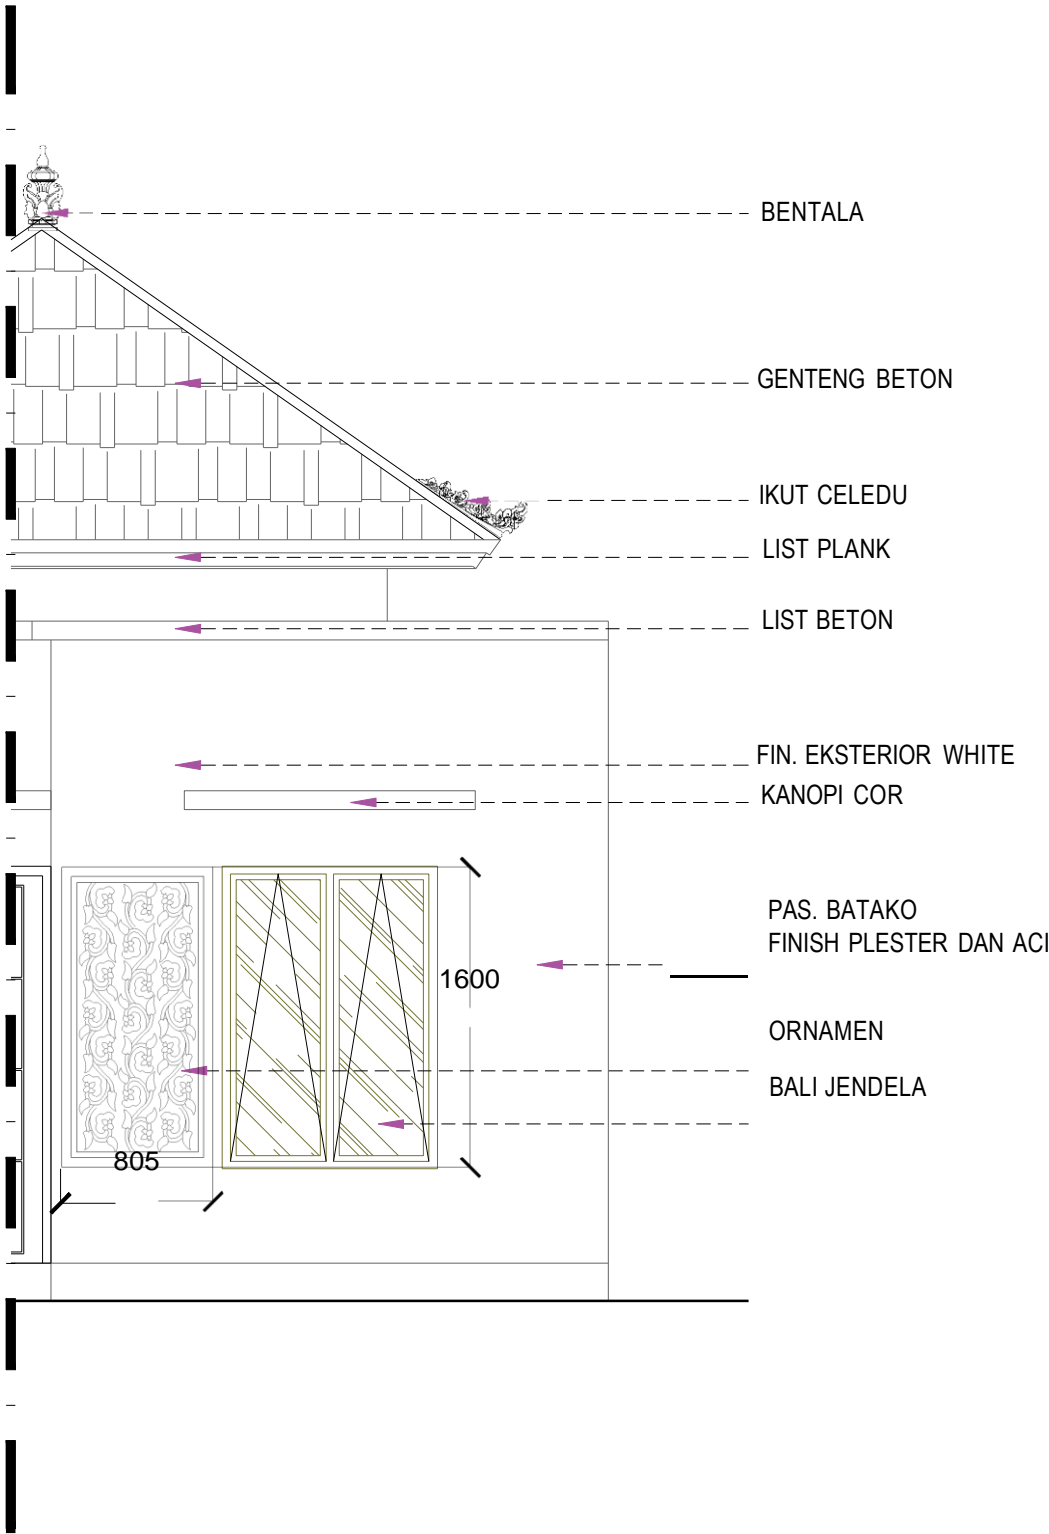 BENTALA
GENTENG BETON
IKUT CELEDU
LIST PLANK
LIST BETON
FIN. EKSTERIOR WHITE
KANOPI COR
PAS. BATAKO
FINISH PLESTER DAN ACI
1600
ORNAMEN
BALI JENDELA
805